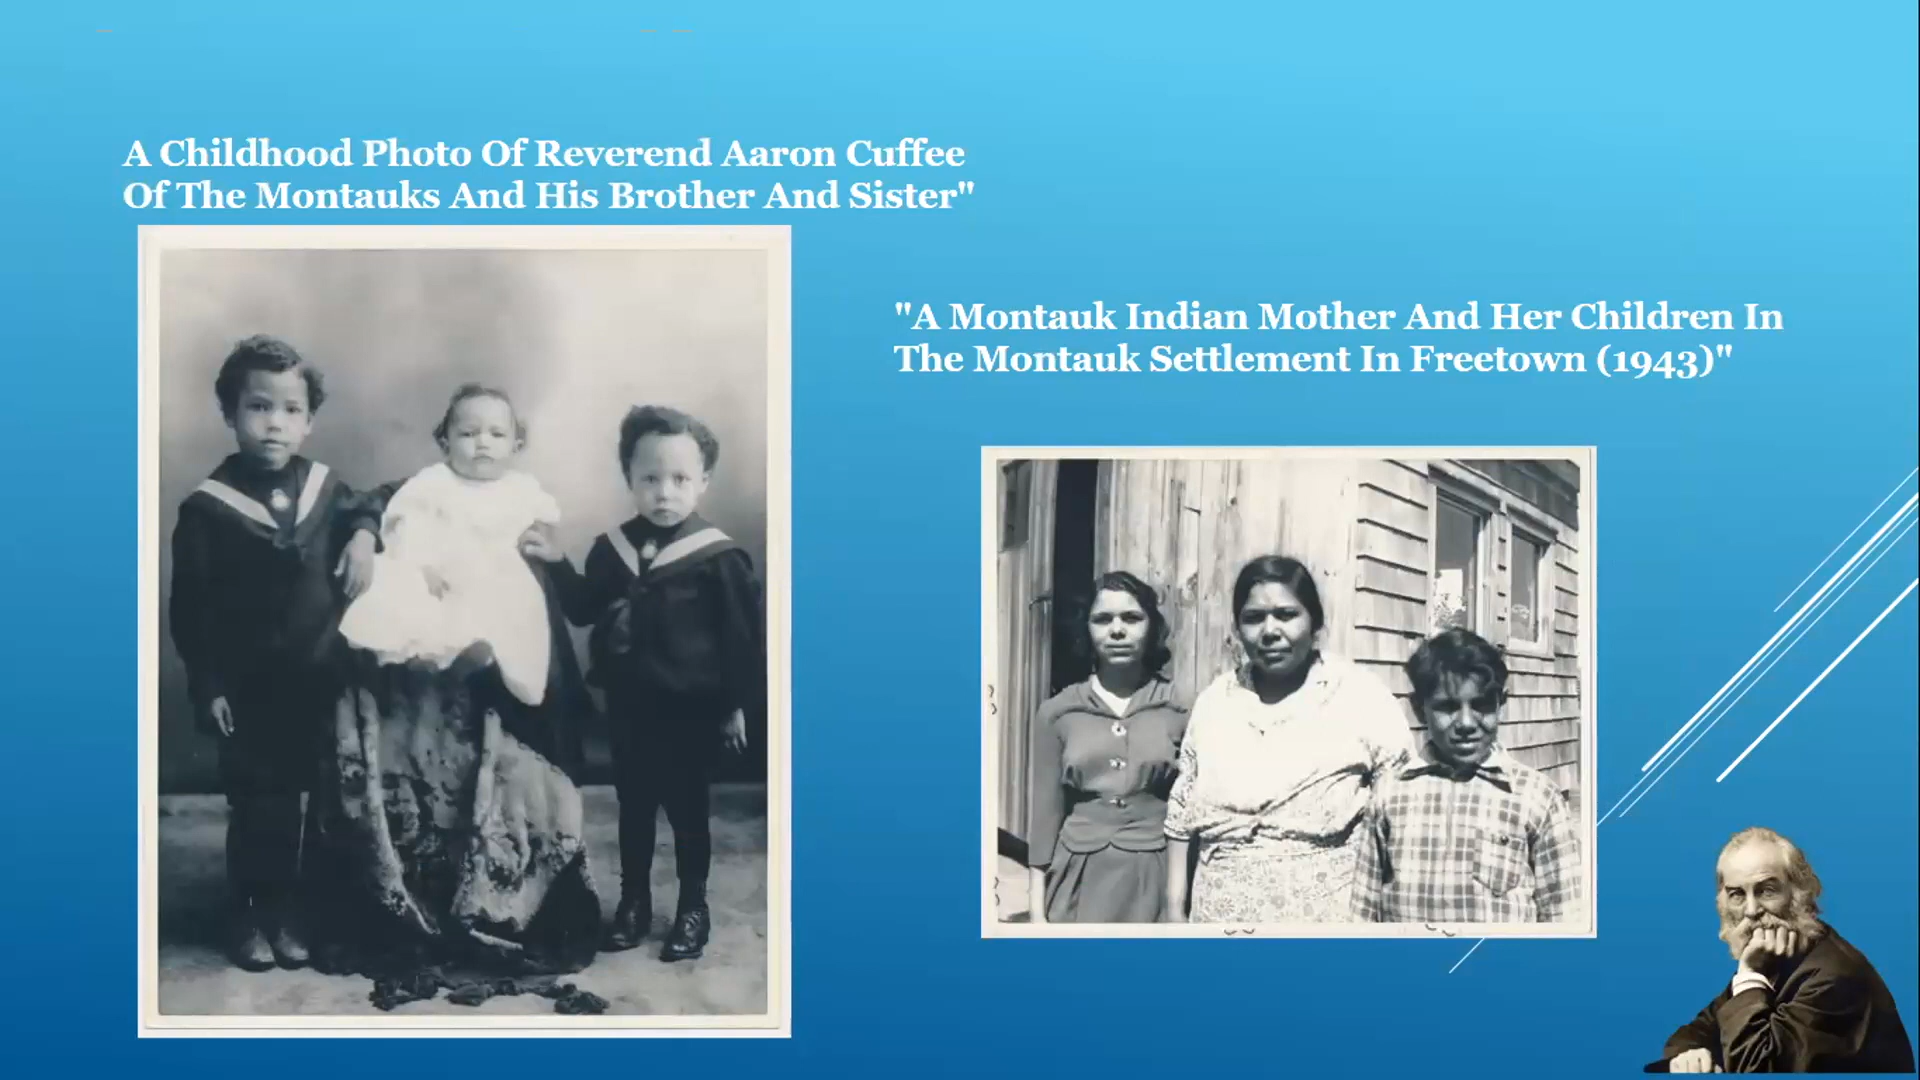 A Childhood Photo Of Reverend Aaron Cuffee
Of The Montauks And His Brother And Sister"
"A Montauk Indian Mother And Her Children In
The Montauk Settlement In Freetown (1943)"